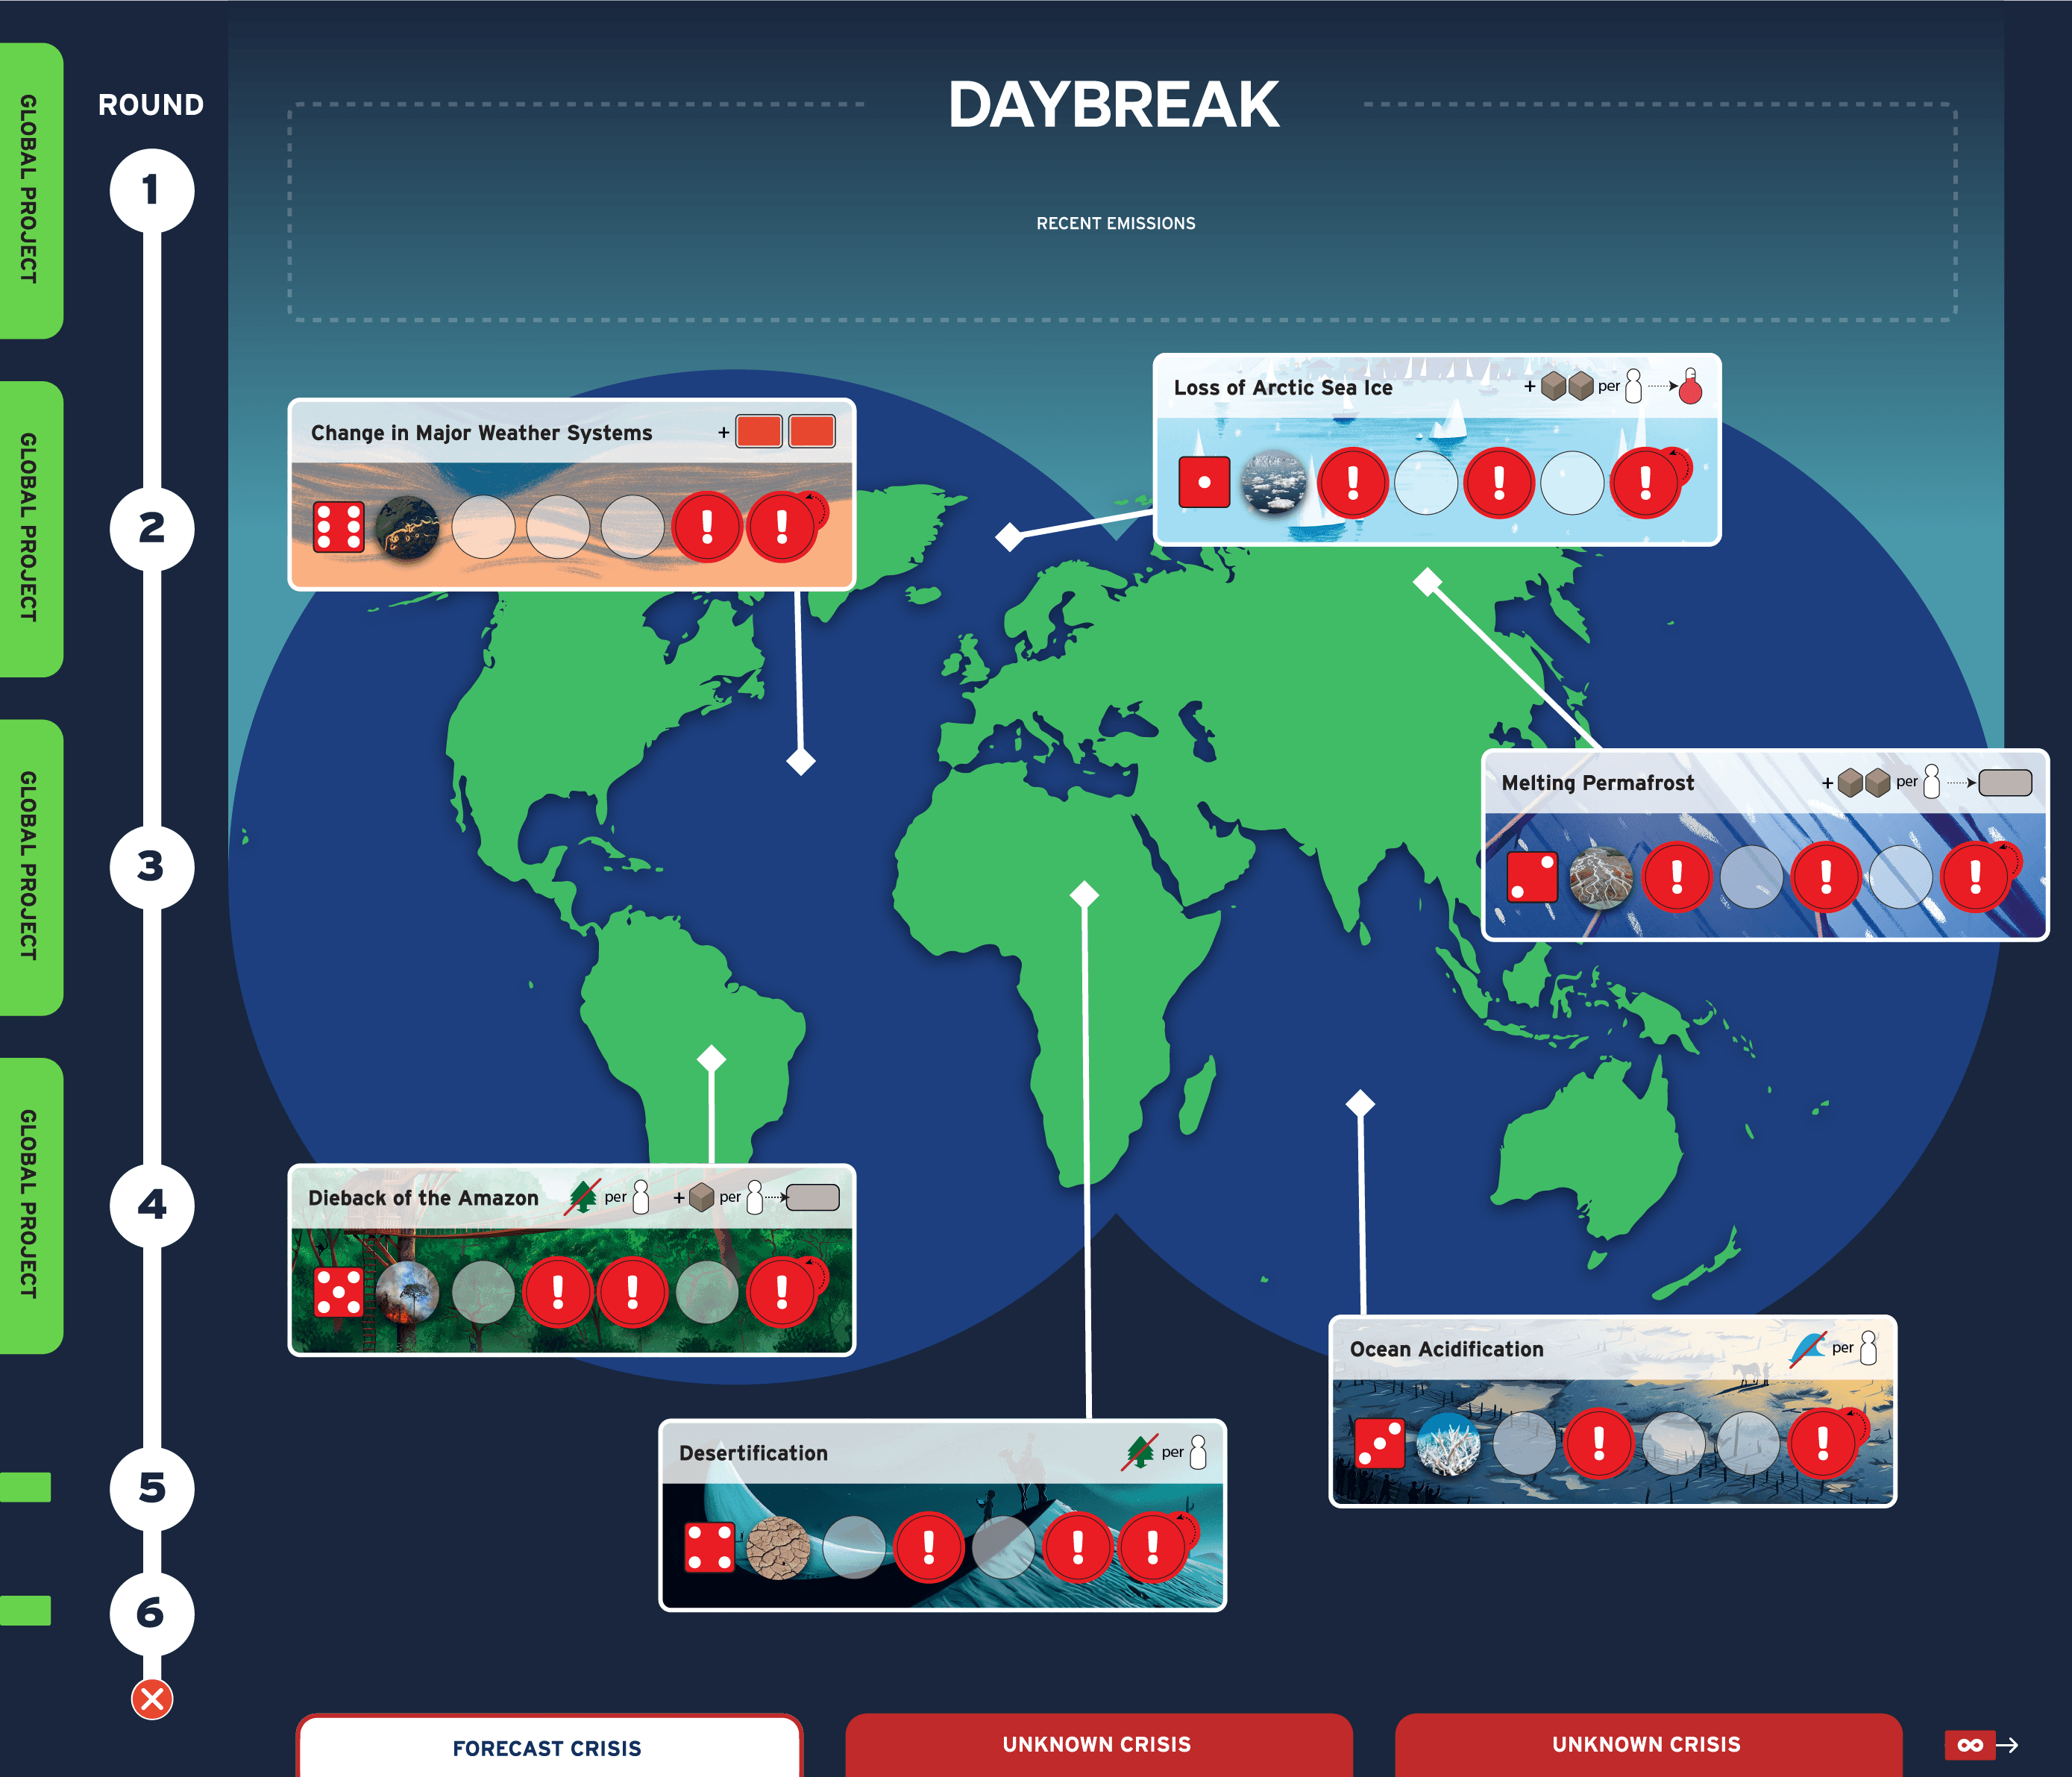 DAYBREAK
RECENT EMISSIONS
ROUND
1
2
3
4
5
6
GLOBAL PROJECT
GLOBAL PROJECT
GLOBAL PROJECT
GLOBAL PROJECT
Change in Major Weather Systems +
! !
Loss of Arctic Sea Ice + per
! ! !
Melting Permafrost + per
! ! !
Dieback of the Amazon per + per
! ! !
Desertification per
! ! !
Ocean Acidification per
! !
FORECAST CRISIS
UNKNOWN CRISIS
UNKNOWN CRISIS
∞